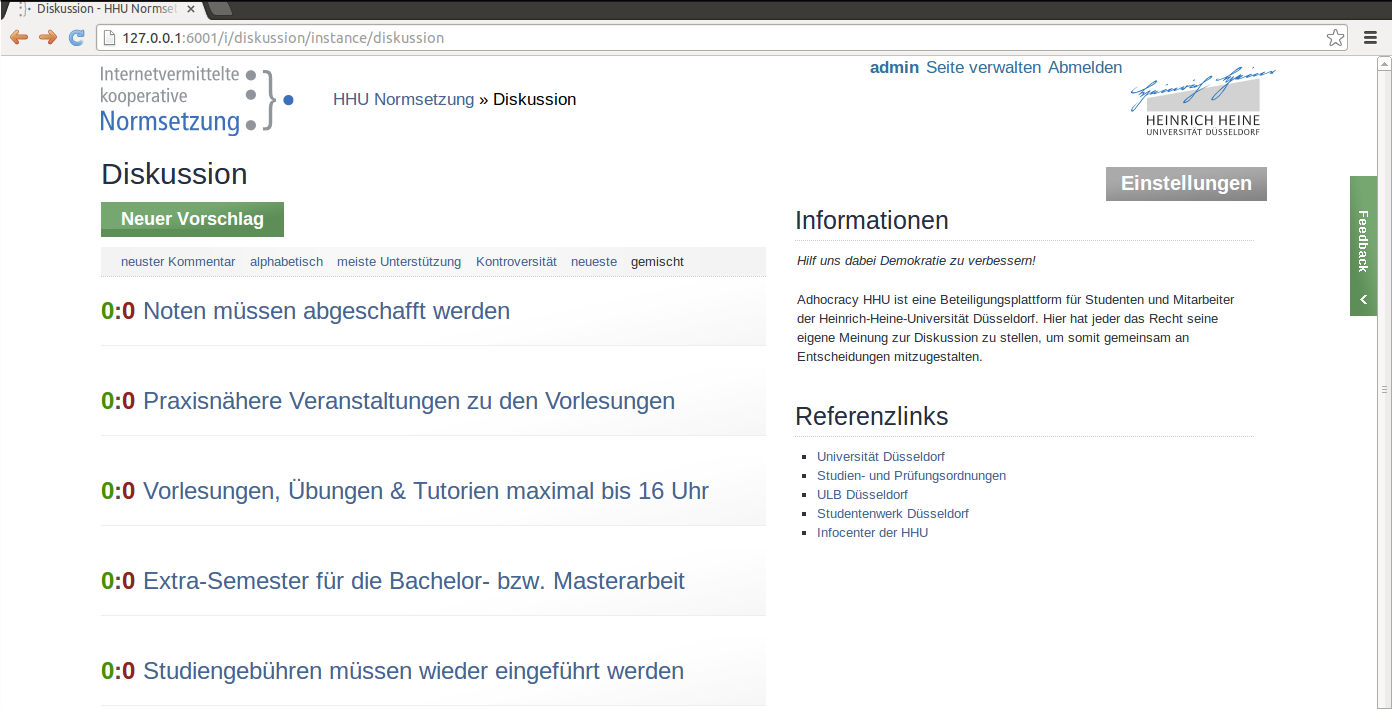 Diskussion - HHU Normset
127.0.0.1:6001/i/diskussion/instance/diskussion
Internetvermittelte
kooperative
Normsetzung
HHU Normsetzung » Diskussion
admin Seite verwalten Abmelden
HEINRICH HEINE
UNIVERSITÄT DÜSSELDORF
Diskussion
Einstellungen
Neuer Vorschlag
neuster Kommentar alphabetisch meiste Unterstützung Kontroversität neueste gemischt
0:0 Noten müssen abgeschafft werden
0:0 Praxisnähere Veranstaltungen zu den Vorlesungen
0:0 Vorlesungen, Übungen & Tutorien maximal bis 16 Uhr
0:0 Extra-Semester für die Bachelor- bzw. Masterarbeit
0:0 Studiengebühren müssen wieder eingeführt werden
Informationen
Hilf uns dabei Demokratie zu verbessern!
Adhocracy HHU ist eine Beteiligungsplattform für Studenten und Mitarbeiter
der Heinrich-Heine-Universität Düsseldorf. Hier hat jeder das Recht seine
eigene Meinung zur Diskussion zu stellen, um somit gemeinsam an
Entscheidungen mitzugestalten.
Referenzlinks
Universität Düsseldorf
Studien- und Prüfungsordnungen
ULB Düsseldorf
Studentenwerk Düsseldorf
Infocenter der HHU
Feedback